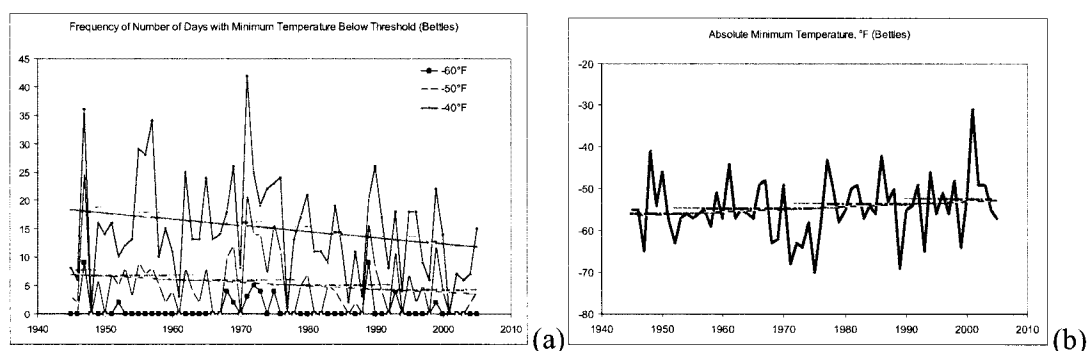 Frequency of Number of Days with Minimum Temperature Below Threshold (Bettles)
45
40
35
30
25
20
15
10
5
0
-60°F
-50°F
-40°F
1940 1950 1960 1970 1980 1990 2000 2010
(a)
Absolute Minimum Temperature, °F (Bettles)
-20
-30
-40
-50
-60
-70
-80
1940 1950 1960 1970 1980 1990 2000 2010
(b)